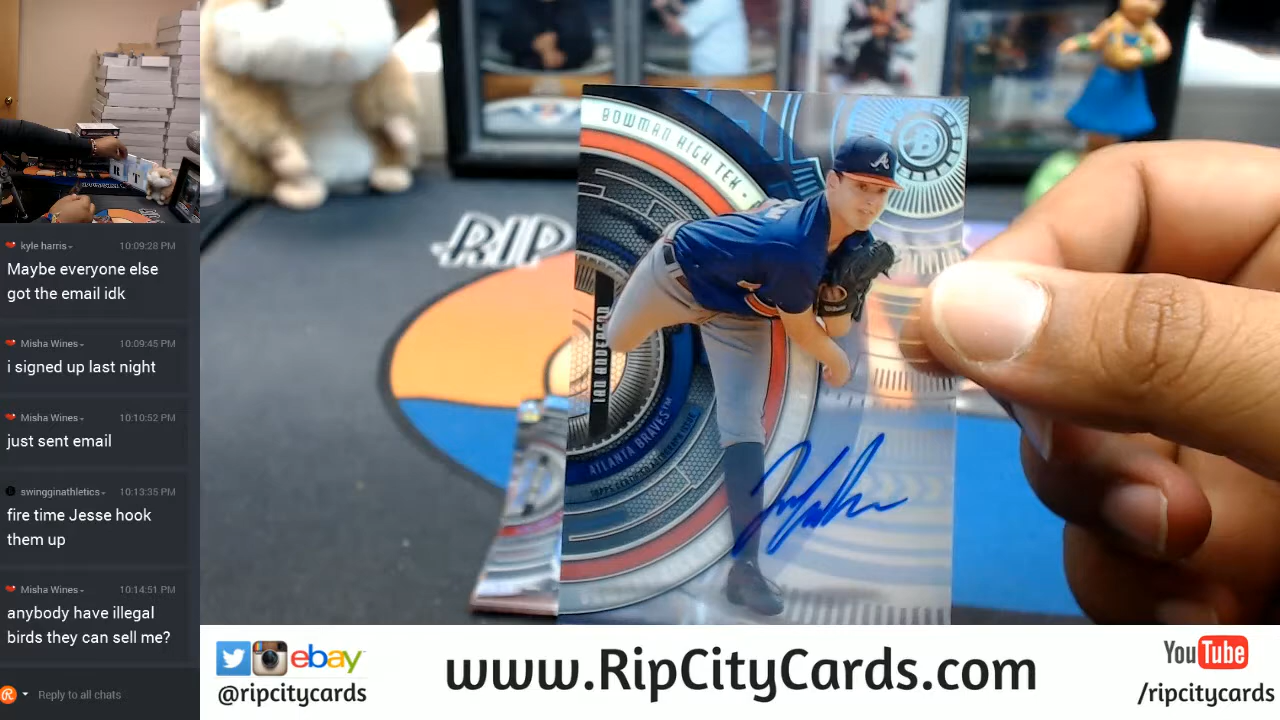 kyle harris
10:09:28 PM
Maybe everyone else
got the email idk
Misha Wines
10:09:45 PM
i signed up last night
Misha Wines
10:10:52 PM
just sent email
swingginathletics
10:13:35 PM
fire time Jesse hook
them up
Misha Wines
10:14:51 PM
anybody have illegal
birds they can sell me?
Reply to all chats
R T
RIP
BOWMAN HIGH TEK
B
A
IAN ANDERSON
ATLANTA BRAVES™
ebay
@ripcitycards
www.RipCityCards.com
YouTube
/ripcitycards